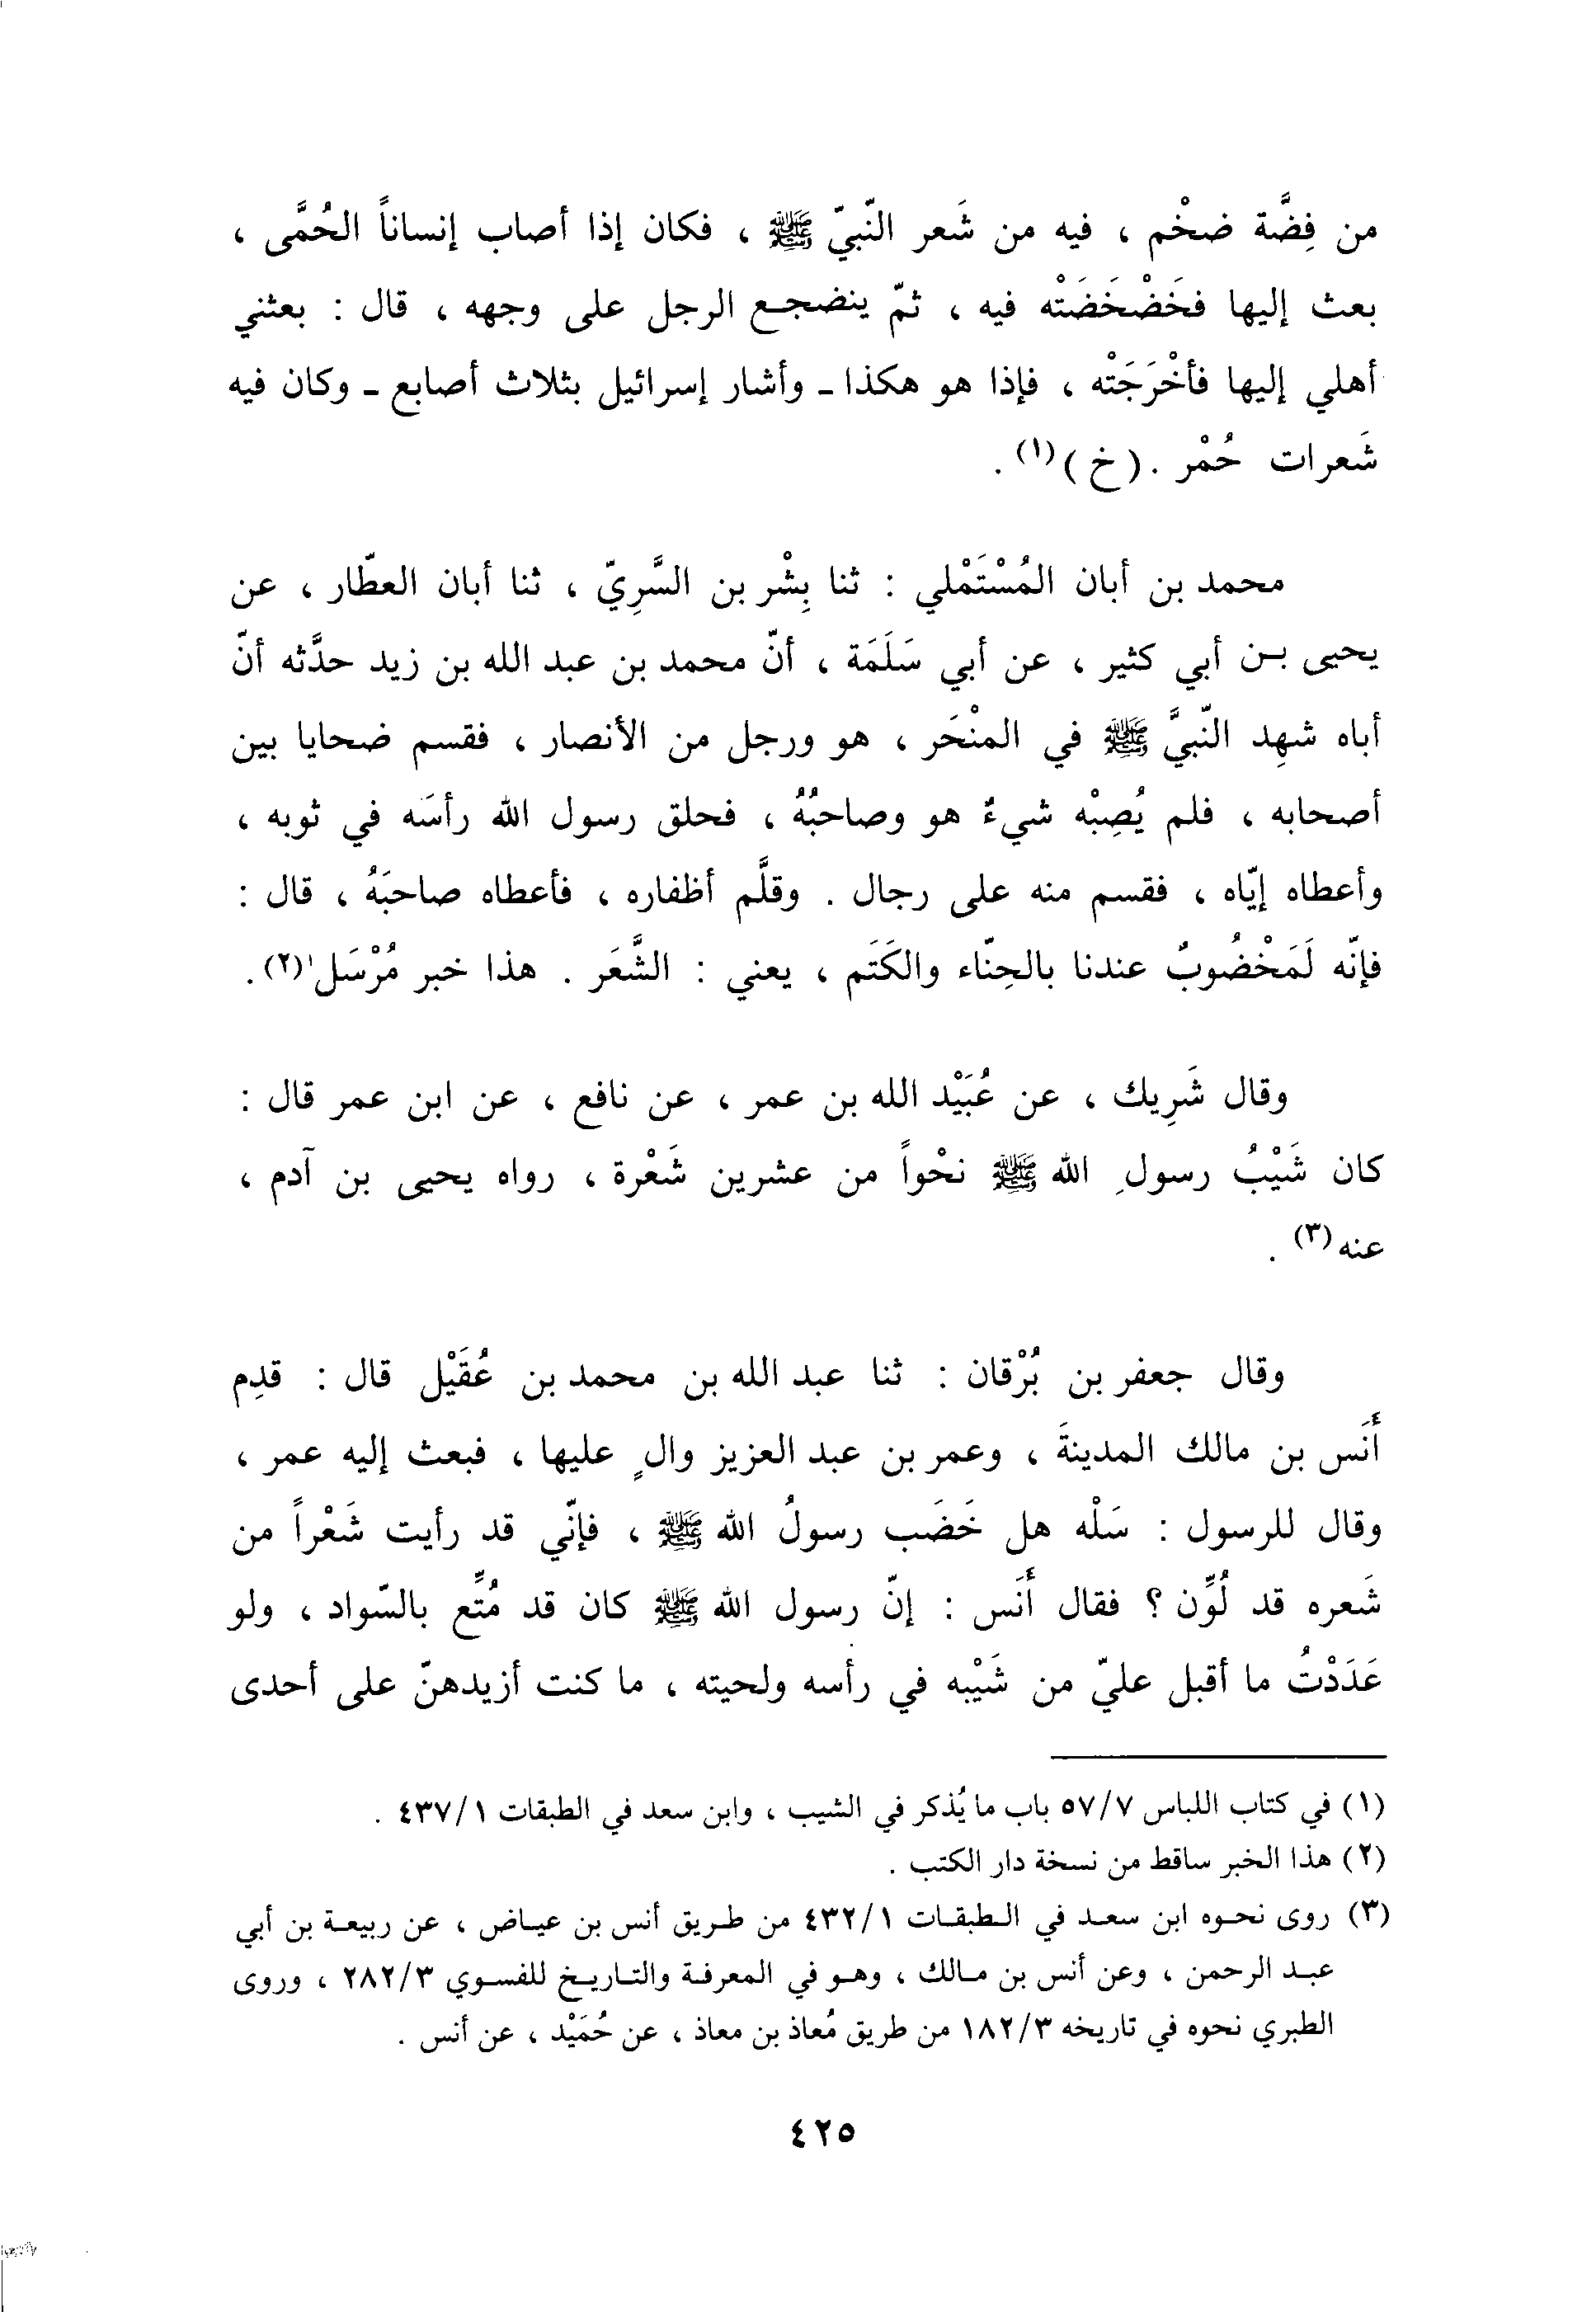 من فِضَّة ضخْم ، فيه من شَعر النّبيّ ﷺ ، فكان إذا أصاب إنساناً الحُمَّى ،
بعث إليها فخَضْخَضَتْه فيه ، ثمّ ينضجع الرجل على وجهه ، قال : بعثني
أهلي إليها فأخْرَجَتْه ، فإذا هو هكذا ـ وأشار إسرائيل بثلاث أصابع ـ وكان فيه
شَعرات حُمْر . ( خ )(١) .
محمد بن أبان المُسْتَمْلي : ثنا بِشْر بن السَّرِيّ ، ثنا أبان العطّار ، عن
يحيى بن أبي كثير ، عن أبي سَلَمَة ، أنّ محمد بن عبد الله بن زيد حدَّثه أنّ
أباه شهِد النّبيَّ ﷺ في المنْحَر ، هو ورجل من الأنصار ، فقسم ضحايا بين
أصحابه ، فلم يُصِبْه شيءٌ هو وصاحبُهُ ، فحلق رسول الله رأسَه في ثوبه ،
وأعطاه إيّاه ، فقسم منه على رجال . وقلَّم أظفاره ، فأعطاه صاحبَهُ ، قال :
فإنّه لَمَخْضُوبٌ عندنا بالحِنّاء والكَتَم ، يعني : الشَّعَر . هذا خبر مُرْسَل(٢) .
وقال شَرِيك ، عن عُبَيْد الله بن عمر ، عن نافع ، عن ابن عمر قال :
كان شَيْبُ رسولِ الله ﷺ نحْواً من عشرين شَعْرة ، رواه يحيى بن آدم ،
عنه(٣) .
وقال جعفر بن بُرْقان : ثنا عبد الله بن محمد بن عُقَيْل قال : قدِم
أَنَس بن مالك المدينةَ ، وعمر بن عبد العزيز والٍ عليها ، فبعث إليه عمر ،
وقال للرسول : سَلْه هل خَضَب رسولُ الله ﷺ ، فإنّي قد رأيت شَعْراً من
شَعره قد لُوِّن ؟ فقال أَنَس : إنّ رسول الله ﷺ كان قد مُتِّع بالسّواد ، ولو
عَدَدْتُ ما أقبل عليّ من شَيْبه في رأسه ولحيته ، ما كنت أزيدهنّ على أحدى
(١) في كتاب اللباس ٥٧/٧ باب ما يُذكر في الشيب ، وابن سعد في الطبقات ٤٣٧/١ .
(٢) هذا الخبر ساقط من نسخة دار الكتب .
(٣) روى نحوه ابن سعد في الطبقات ٤٣٢/١ من طريق أنس بن عياض ، عن ربيعة بن أبي
عبد الرحمن ، وعن أنس بن مالك ، وهو في المعرفة والتاريخ للفسوي ٢٨٢/٣ ، وروى
الطبري نحوه في تاريخه ١٨٢/٣ من طريق مُعاذ بن معاذ ، عن حُمَيْد ، عن أنس .
٤٢٥